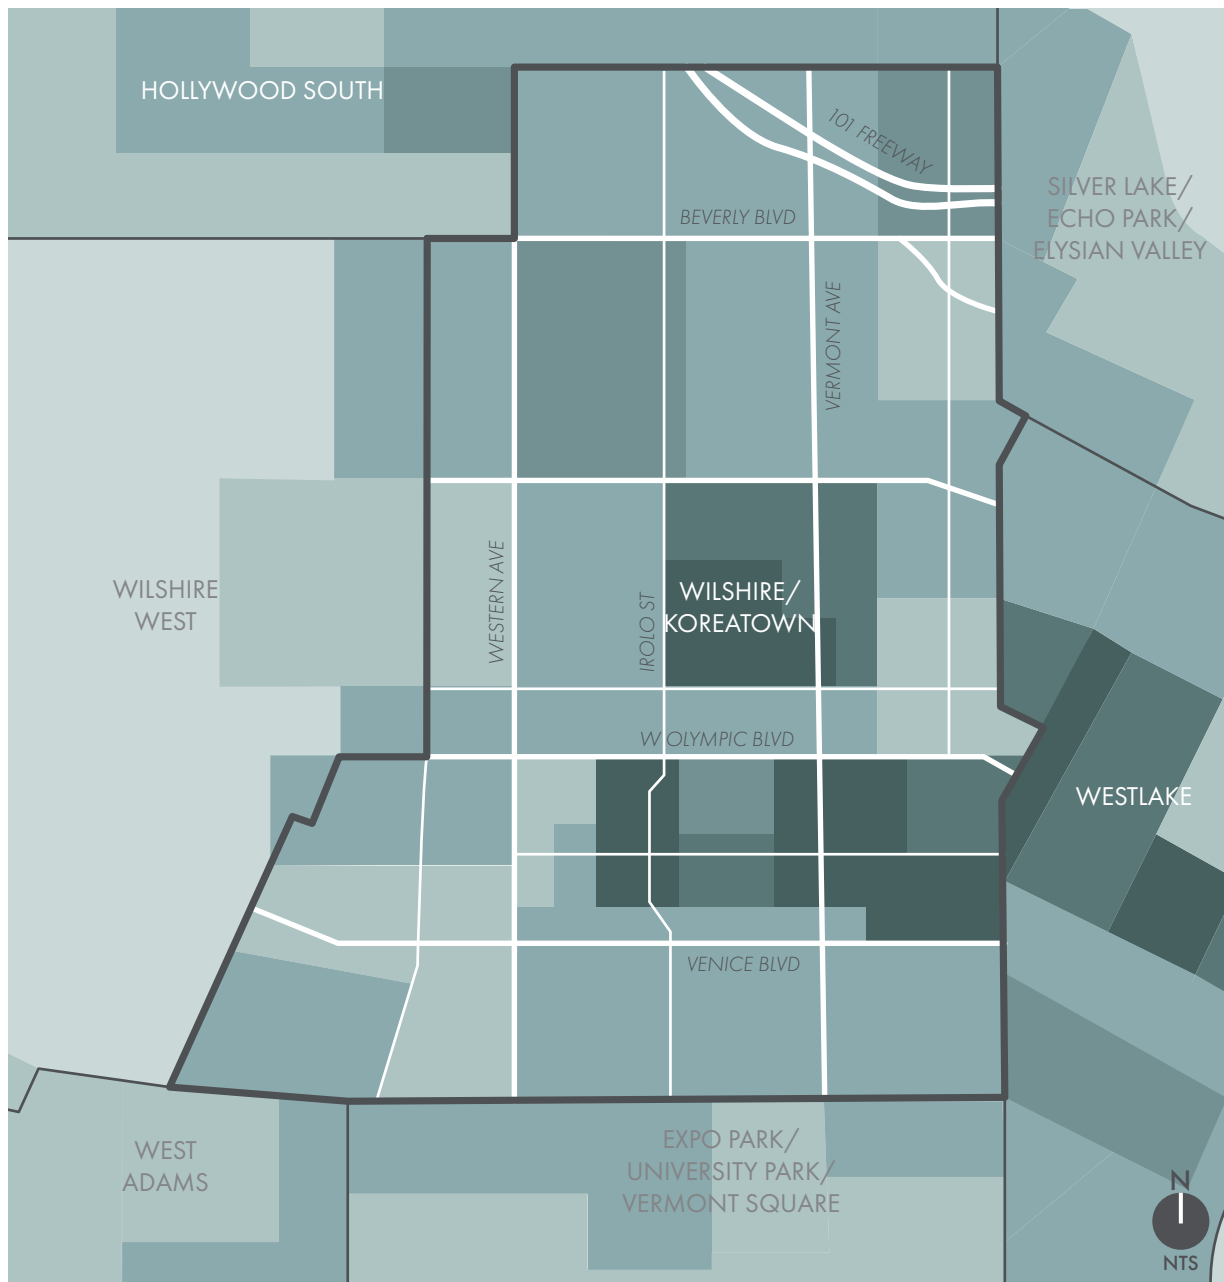 HOLLYWOOD SOUTH
101 FREEWAY
SILVER LAKE/
ECHO PARK/
ELYSIAN VALLEY
BEVERLY BLVD
VERMONT AVE
WILSHIRE
WEST
WESTERN AVE
IROLO ST
WILSHIRE/
KOREATOWN
W OLYMPIC BLVD
WESTLAKE
VENICE BLVD
WEST
ADAMS
EXPO PARK/
UNIVERSITY PARK/
VERMONT SQUARE
N
NTS